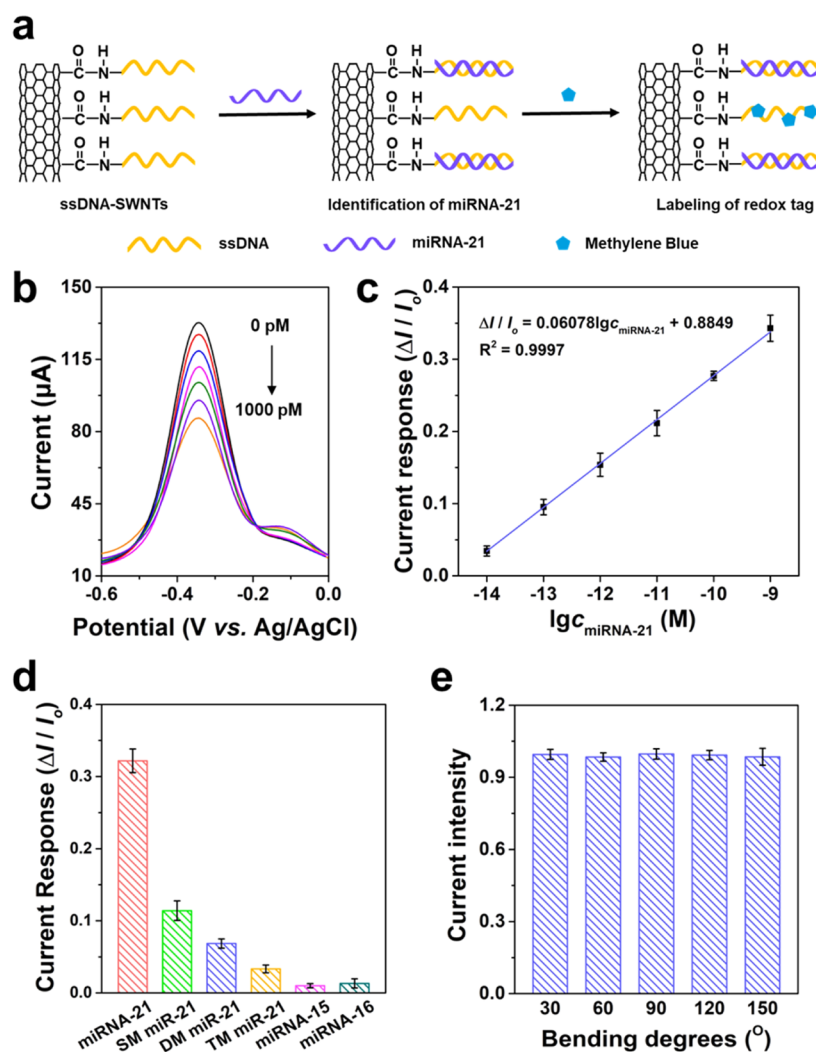 a
O H
C N
O H
C N
O H
C N
O H
C N
O H
C N
O H
C N
O H
C N
O H
C N
O H
C N
ssDNA-SWNTs Identification of miRNA-21 Labeling of redox tag
ssDNA miRNA-21 Methylene Blue
b
150
115
80
45
10
Current (μA)
0 pM
1000 pM
-0.6 -0.4 -0.2 0.0
Potential (V vs. Ag/AgCl)
c
0.4
0.3
0.2
0.1
0.0
Current response (ΔI / Io)
ΔI / Io = 0.06078lgcmiRNA-21 + 0.8849
R² = 0.9997
-14 -13 -12 -11 -10 -9
lgcmiRNA-21 (M)
d
0.4
0.3
0.2
0.1
0.0
Current Response (ΔI / Io)
miRNA-21 SM miR-21 DM miR-21 TM miR-21 miRNA-15 miRNA-16
e
1.2
0.9
0.6
0.3
0.0
Current intensity
30 60 90 120 150
Bending degrees (O)